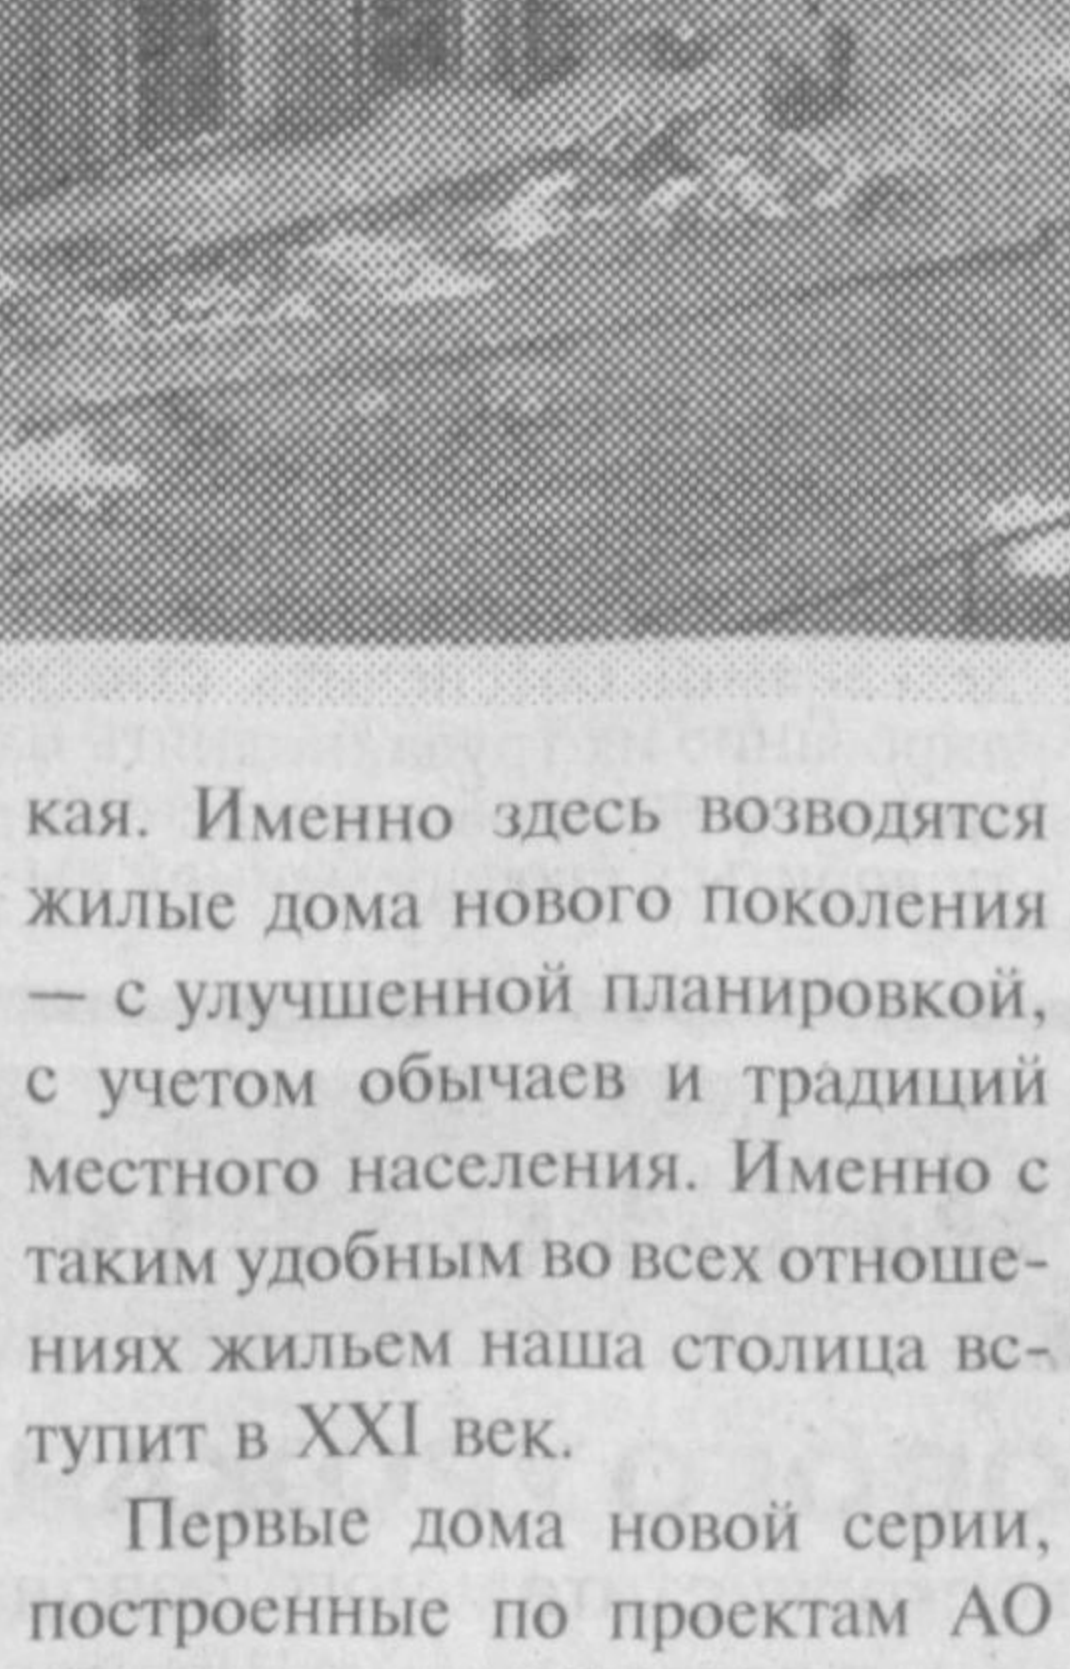 кая. Именно здесь возводятся
жилые дома нового поколения
— с улучшенной планировкой,
с учетом обычаев и традиций
местного населения. Именно с
таким удобным во всех отноше-
ниях жильем наша столица вс-
тупит в XXI век.
Первые дома новой серии,
построенные по проектам АО